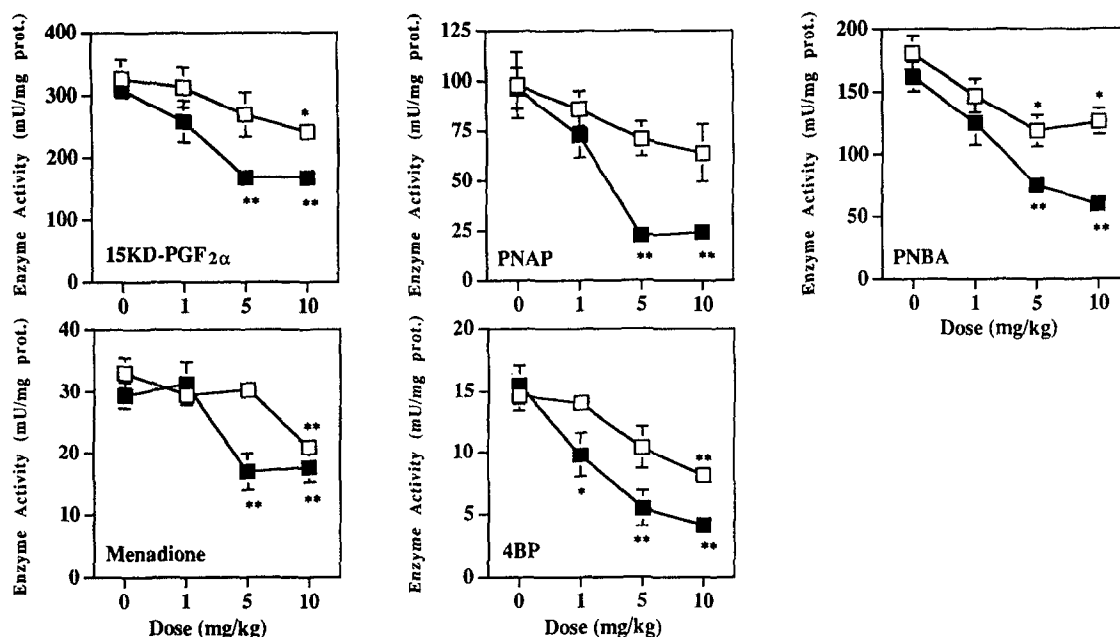 Enzyme Activity (mU/mg prot.)
400
300
200
100
0
*
**
**
15KD-PGF2α
0 1 5 10
Enzyme Activity (mU/mg prot.)
125
100
75
50
25
0
**
**
PNAP
0 1 5 10
Enzyme Activity (mU/mg prot.)
200
150
100
50
0
*
*
**
**
PNBA
0 1 5 10
Dose (mg/kg)
Enzyme Activity (mU/mg prot.)
40
30
20
10
0
**
**
**
Menadione
0 1 5 10
Dose (mg/kg)
Enzyme Activity (mU/mg prot.)
20
15
10
5
0
**
*
**
**
4BP
0 1 5 10
Dose (mg/kg)